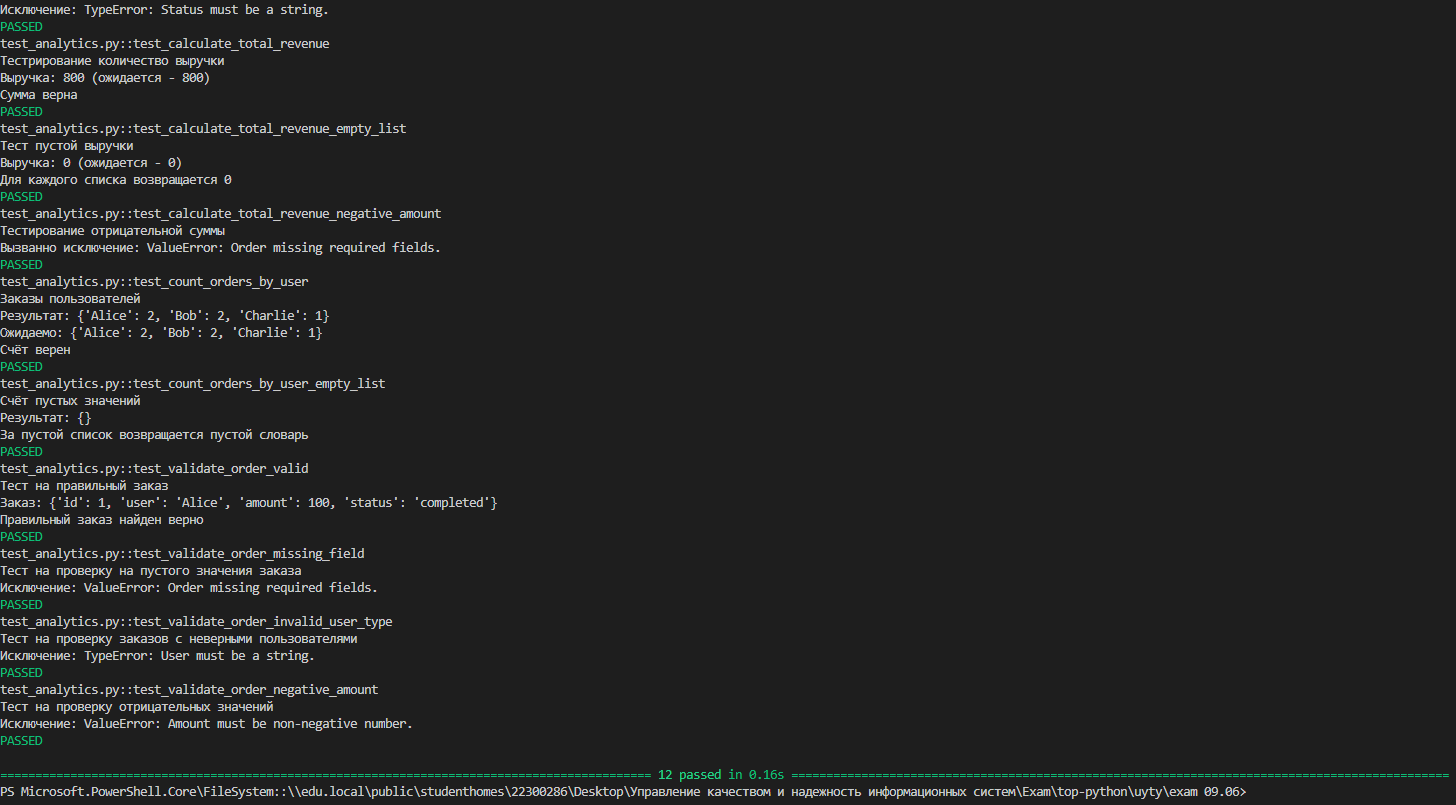 Исключение: TypeError: Status must be a string.
PASSED
test_analytics.py::test_calculate_total_revenue
Тестрирование количество выручки
Выручка: 800 (ожидается - 800)
Сумма верна
PASSED
test_analytics.py::test_calculate_total_revenue_empty_list
Тест пустой выручки
Выручка: 0 (ожидается - 0)
Для каждого списка возвращается 0
PASSED
test_analytics.py::test_calculate_total_revenue_negative_amount
Тестирование отрицательной суммы
Вызванно исключение: ValueError: Order missing required fields.
PASSED
test_analytics.py::test_count_orders_by_user
Заказы пользователей
Результат: {'Alice': 2, 'Bob': 2, 'Charlie': 1}
Ожидаемо: {'Alice': 2, 'Bob': 2, 'Charlie': 1}
Счёт верен
PASSED
test_analytics.py::test_count_orders_by_user_empty_list
Счёт пустых значений
Результат: {}
За пустой список возвращается пустой словарь
PASSED
test_analytics.py::test_validate_order_valid
Тест на правильный заказ
Заказ: {'id': 1, 'user': 'Alice', 'amount': 100, 'status': 'completed'}
Правильный заказ найден верно
PASSED
test_analytics.py::test_validate_order_missing_field
Тест на проверку на пустого значения заказа
Исключение: ValueError: Order missing required fields.
PASSED
test_analytics.py::test_validate_order_invalid_user_type
Тест на проверку заказов с неверными пользователями
Исключение: TypeError: User must be a string.
PASSED
test_analytics.py::test_validate_order_negative_amount
Тест на проверку отрицательных значений
Исключение: ValueError: Amount must be non-negative number.
PASSED
12 passed in 0.16s
PS Microsoft.PowerShell.Core\FileSystem::\\edu.local\public\studenthomes\22300286\Desktop\Управление качеством и надежность информационных систем\Exam\top-python\uyty\exam 09.06>